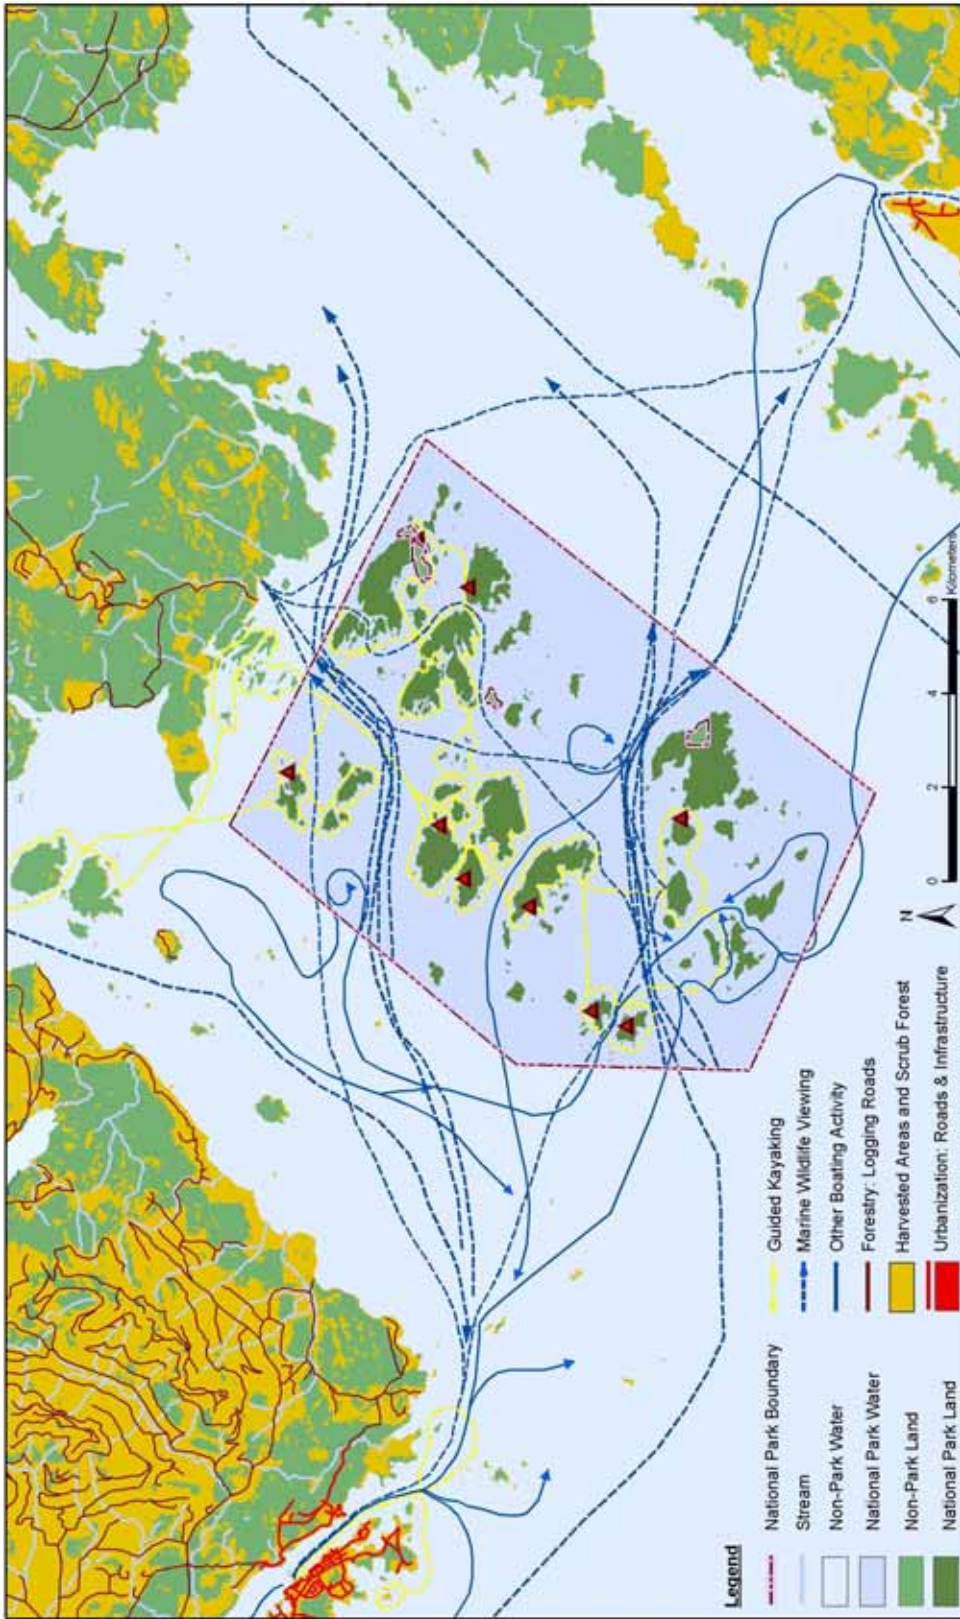 Legend
National Park Boundary
Stream
Non-Park Water
National Park Water
Non-Park Land
National Park Land
Guided Kayaking
Marine Wildlife Viewing
Other Boating Activity
Forestry: Logging Roads
Harvested Areas and Scrub Forest
Urbanization: Roads & Infrastructure
N
0 2 4 6
Kilometers